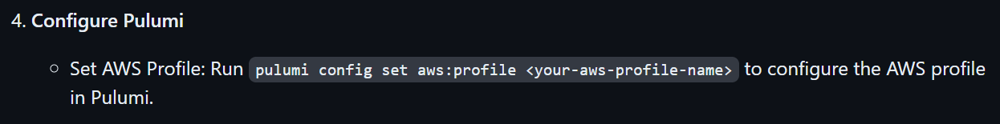 4. Configure Pulumi
◦ Set AWS Profile: Run pulumi config set aws:profile <your-aws-profile-name> to configure the AWS profile
in Pulumi.